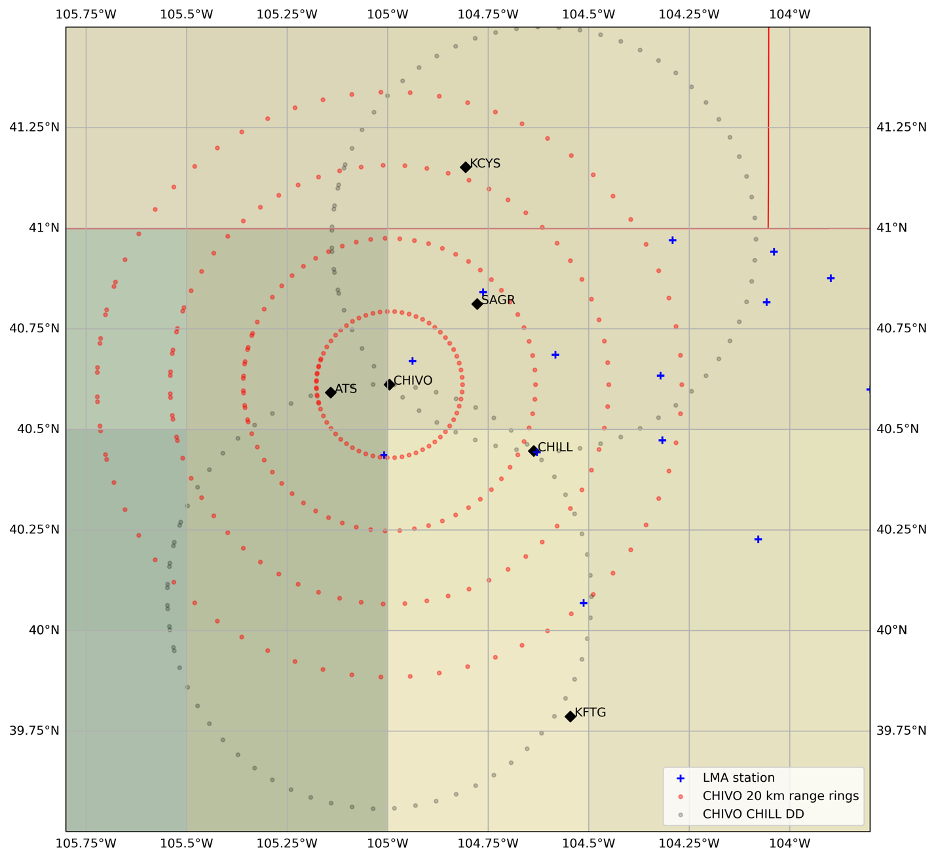 105.75°W 105.5°W 105.25°W 105°W 104.75°W 104.5°W 104.25°W 104°W
41.25°N 41.25°N
KCYS
41°N 41°N
SAGR
40.75°N 40.75°N
CHIVO
ATS
40.5°N 40.5°N
CHILL
40.25°N 40.25°N
40°N 40°N
KFTG
39.75°N 39.75°N
LMA station
CHIVO 20 km range rings
CHIVO CHILL DD
105.75°W 105.5°W 105.25°W 105°W 104.75°W 104.5°W 104.25°W 104°W